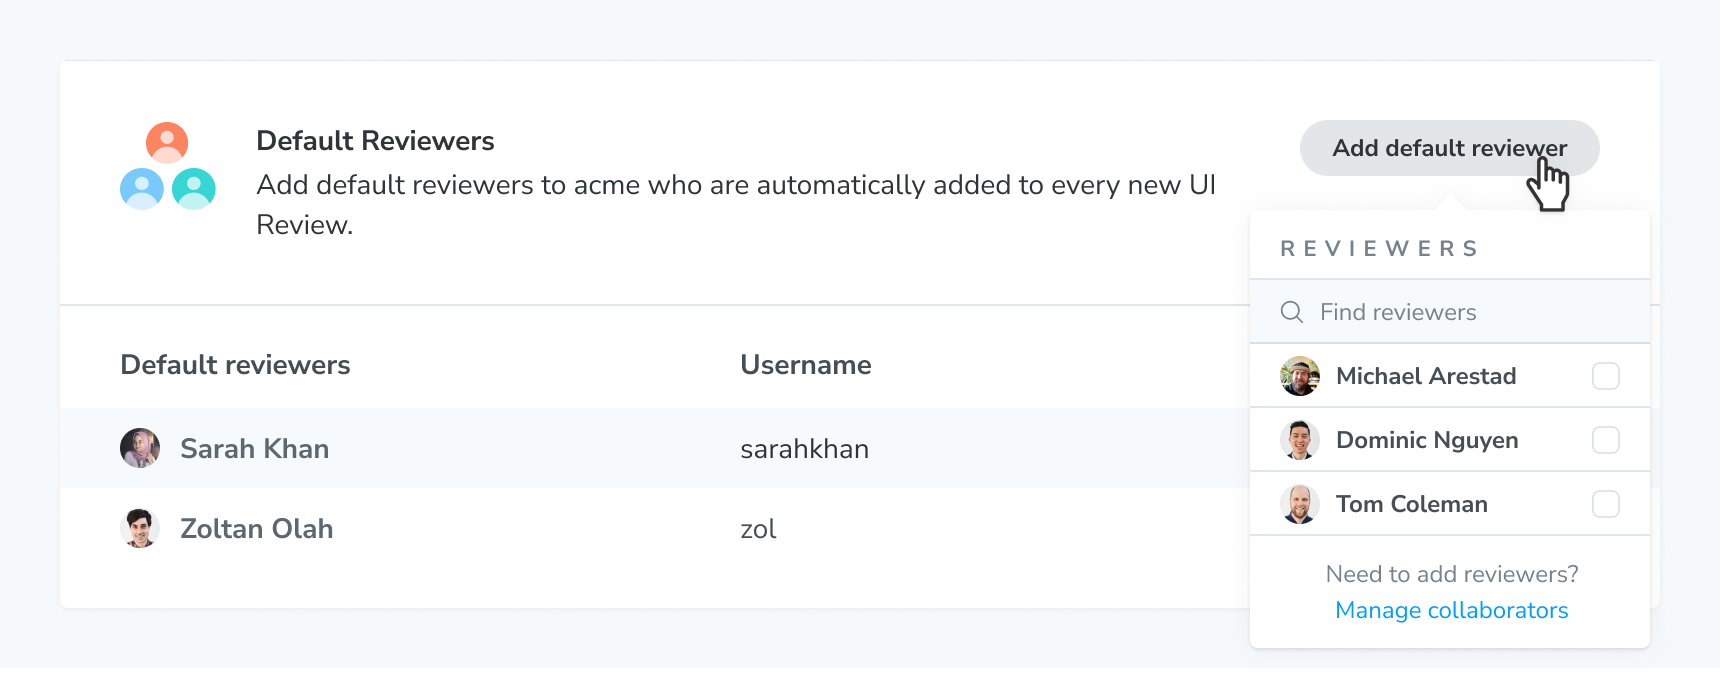 Default Reviewers
Add default reviewers to acme who are automatically added to every new UI
Review.
Add default reviewer
REVIEWERS
Find reviewers
Michael Arestad
Dominic Nguyen
Tom Coleman
Need to add reviewers?
Manage collaborators
Default reviewers Username
Sarah Khan sarahkhan
Zoltan Olah zol